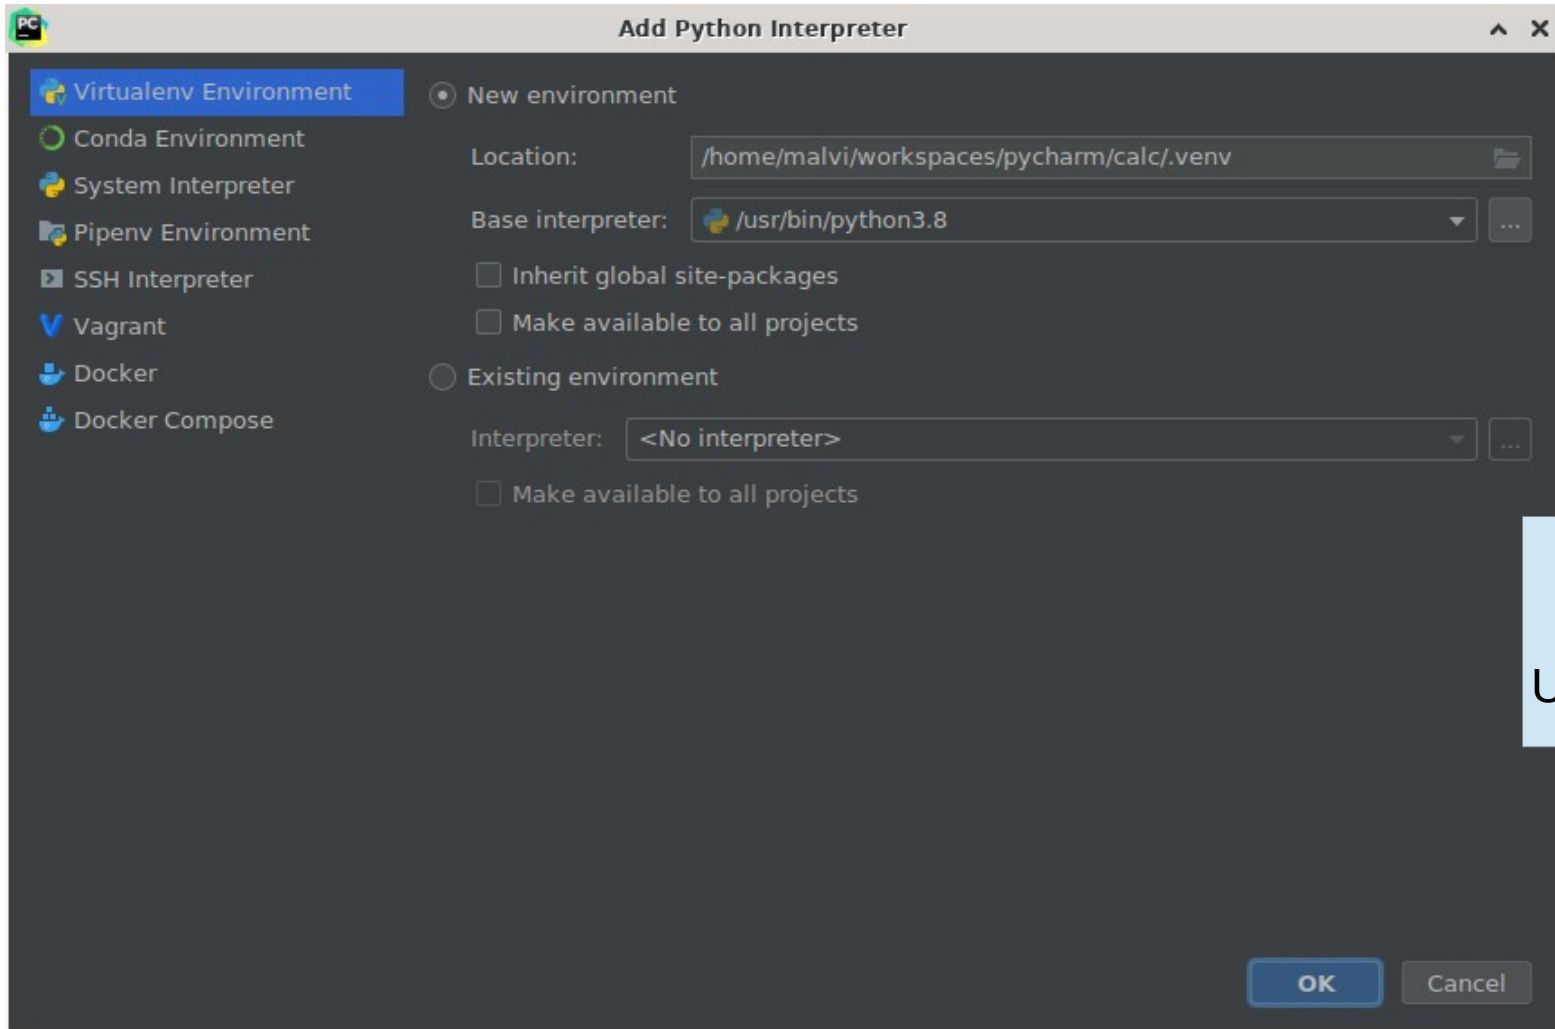 PC
Add Python Interpreter
Virtualenv Environment
Conda Environment
System Interpreter
Pipenv Environment
SSH Interpreter
Vagrant
Docker
Docker Compose
New environment
Location: /home/malvi/workspaces/pycharm/calc/.venv
Base interpreter: /usr/bin/python3.8 ...
Inherit global site-packages
Make available to all projects
Existing environment
Interpreter: <No interpreter> ...
Make available to all projects
U
OK Cancel